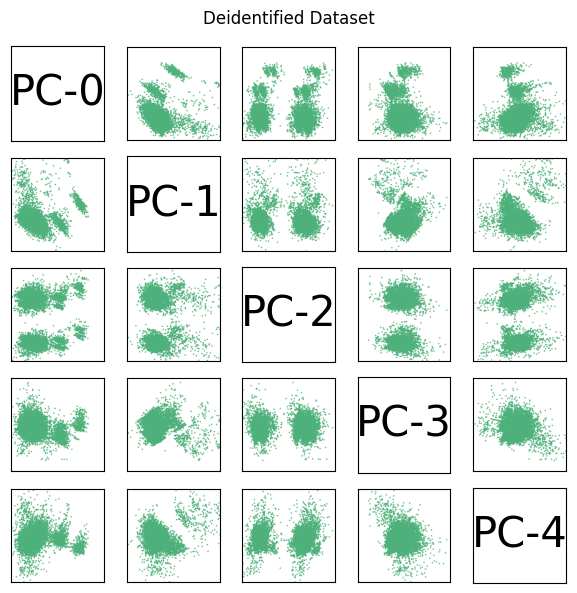 Deidentified Dataset
PC-0
PC-1
PC-2
PC-3
PC-4